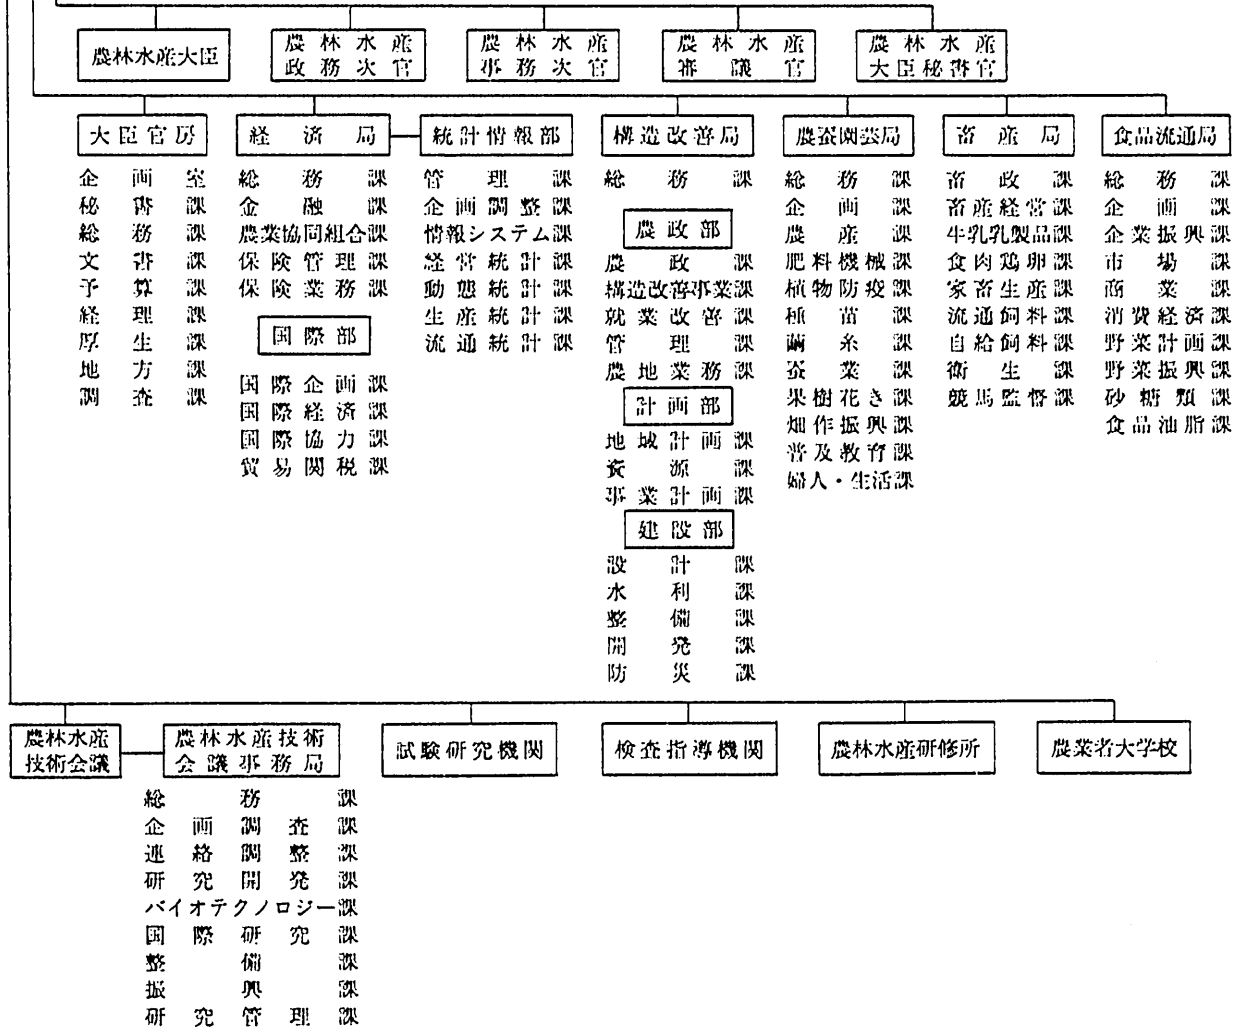 農林水産大臣
農林水産
政務次官
農林水産
事務次官
農林水産
審議官
農林水産
大臣秘書官
大臣官房
企画室
秘書課
総務課
文書課
予算課
経理課
厚生課
地方課
調査課
経済局
総務課
金融課
農業協同組合課
保険管理課
保険業務課
国際部
国際企画課
国際経済課
国際協力課
貿易関税課
統計情報部
管理課
企画調整課
情報システム課
経営統計課
動態統計課
生産統計課
流通統計課
構造改善局
総務課
農政部
農政課
構造改善事業課
就業改善課
管理課
農地業務課
計画部
地域計画課
資源課
事業計画課
建設部
設計課
水利課
整備課
開発課
防災課
農蚕園芸局
総務課
企画課
農産課
肥料機械課
植物防疫課
種苗課
繭糸課
蚕業課
果樹花き課
畑作振興課
普及教育課
婦人・生活課
畜産局
畜政課
畜産経営課
牛乳乳製品課
食肉鶏卵課
家畜生産課
流通飼料課
自給飼料課
衛生課
競馬監督課
食品流通局
総務課
企画課
企業振興課
市場課
商業課
消費経済課
野菜計画課
野菜振興課
砂糖類課
食品油脂課
農林水産
技術会議
農林水産技術
会議事務局
総務課
企画調査課
連絡調整課
研究開発課
バイオテクノロジー課
国際研究課
整備課
振興課
研究管理課
試験研究機関
検査指導機関
農林水産研修所
農業者大学校